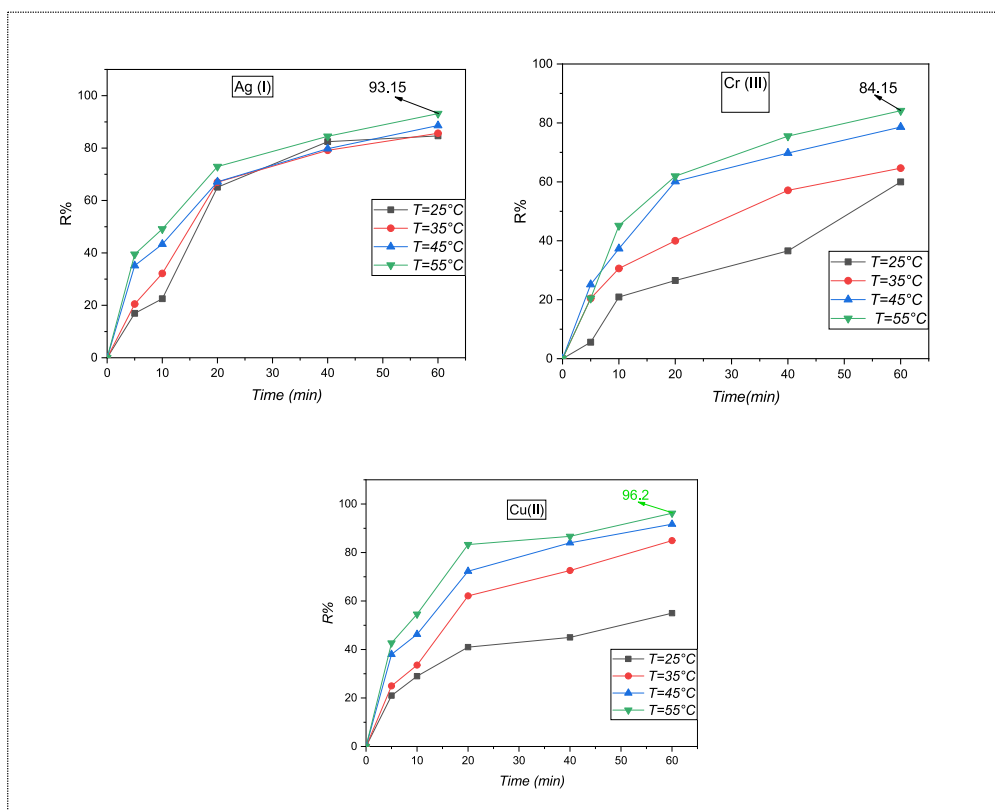 Ag (I)
93.15
100
80
60
40
20
0
R%
T=25°C
T=35°C
T=45°C
T=55°C
0 10 20 30 40 50 60
Time (min)
Cr (III)
84.15
100
80
60
40
20
0
R%
T=25°C
T=35°C
T=45°C
T=55°C
0 10 20 30 40 50 60
Time(min)
Cu(II)
96.2
100
80
60
40
20
0
R%
T=25°C
T=35°C
T=45°C
T=55°C
0 10 20 30 40 50 60
Time (min)